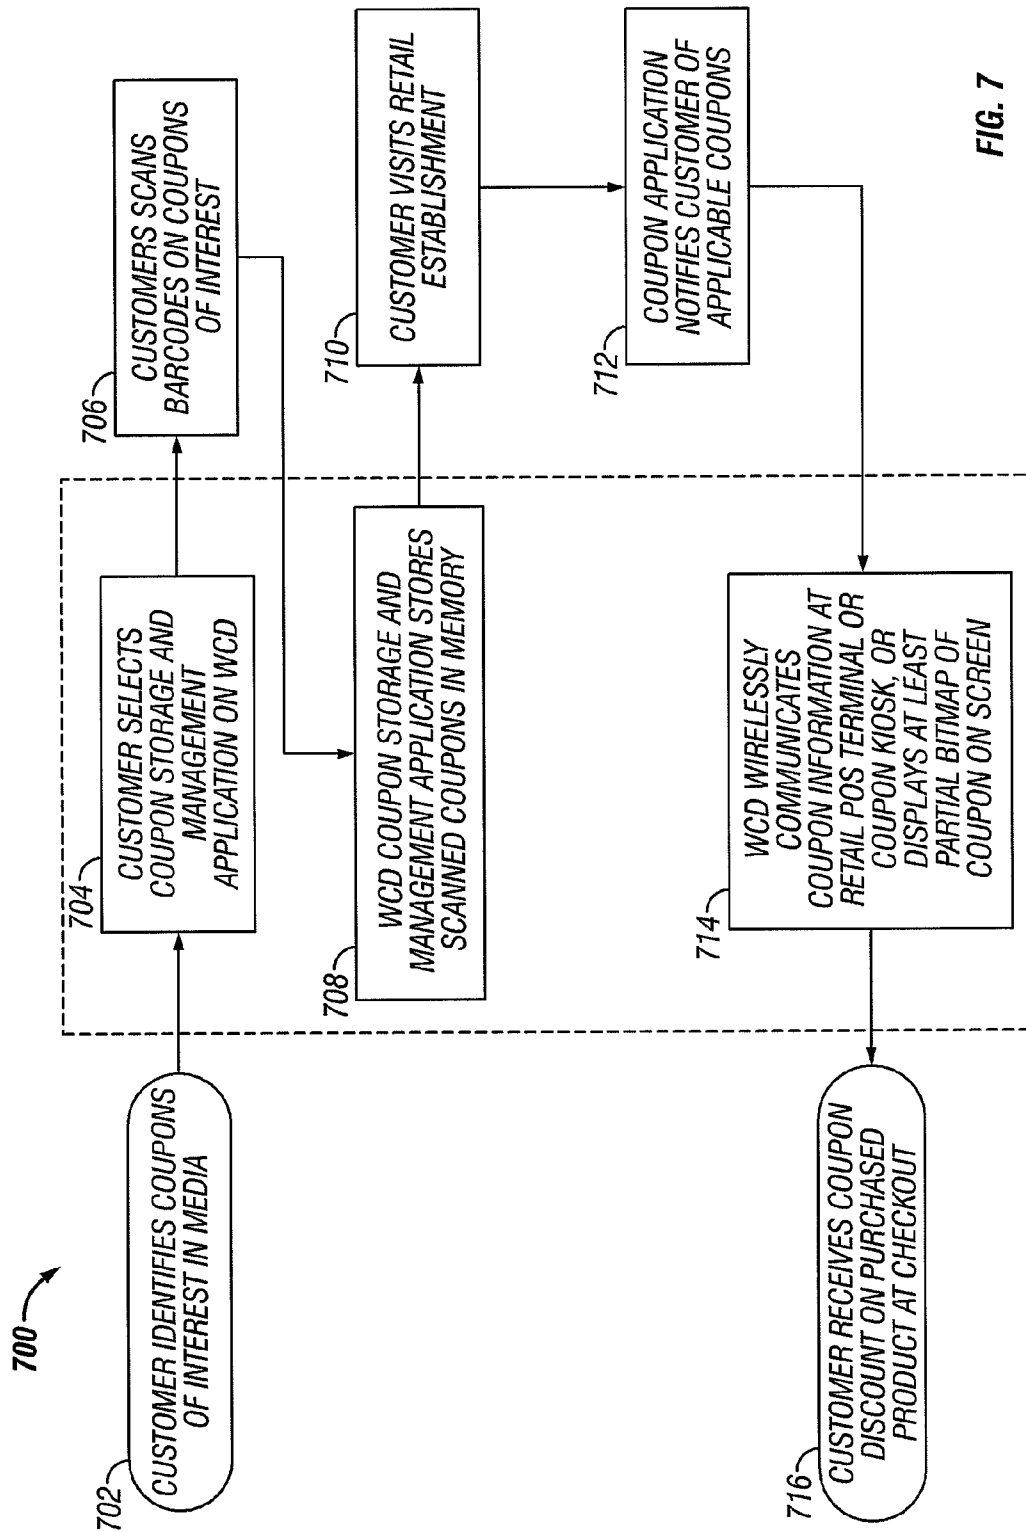 700
702
CUSTOMER IDENTIFIES COUPONS
OF INTEREST IN MEDIA
704
CUSTOMER SELECTS
COUPON STORAGE AND
MANAGEMENT
APPLICATION ON WCD
706
CUSTOMERS SCANS
BARCODES ON COUPONS
OF INTEREST
708
WCD COUPON STORAGE AND
MANAGEMENT APPLICATION STORES
SCANNED COUPONS IN MEMORY
710
CUSTOMER VISITS RETAIL
ESTABLISHMENT
712
COUPON APPLICATION
NOTIFIES CUSTOMER OF
APPLICABLE COUPONS
714
WCD WIRELESSLY
COMMUNICATES
COUPON INFORMATION AT
RETAIL POS TERMINAL OR
COUPON KIOSK, OR
DISPLAYS AT LEAST
PARTIAL BITMAP OF
COUPON ON SCREEN
716
CUSTOMER RECEIVES COUPON
DISCOUNT ON PURCHASED
PRODUCT AT CHECKOUT
FIG. 7